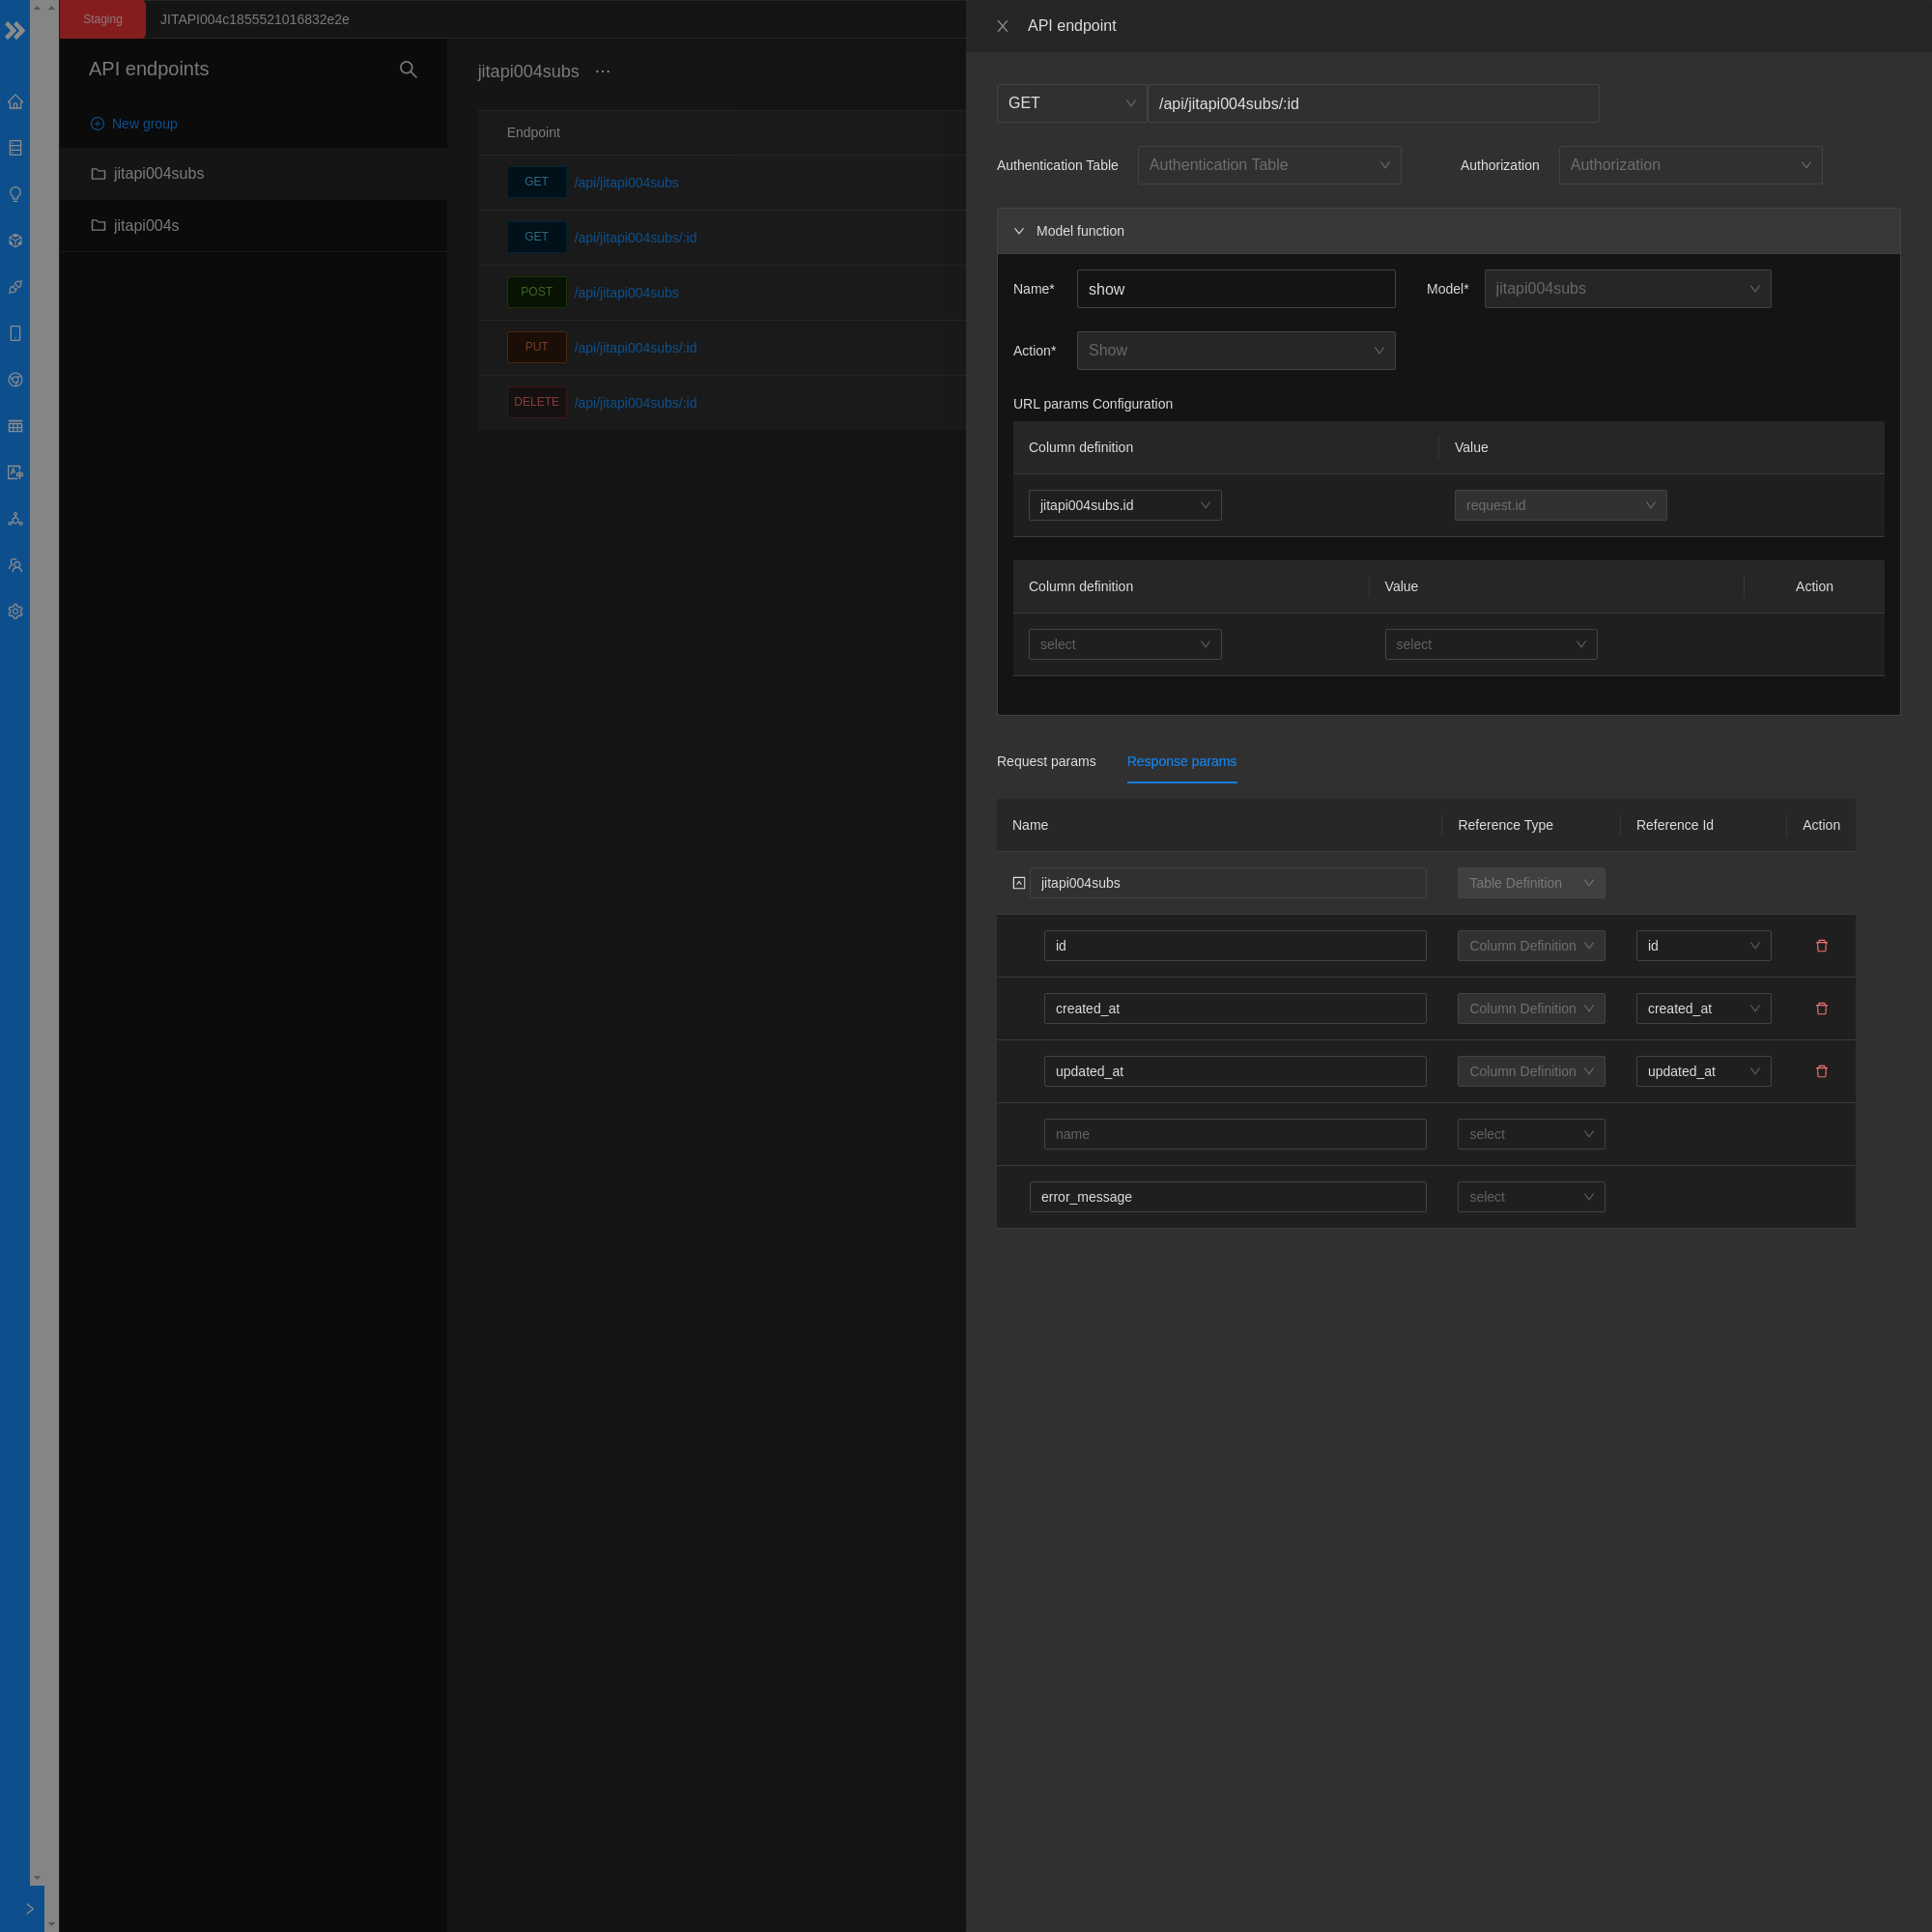 Staging
JITAPI004c1855521016832e2e
API endpoints
New group
jitapi004subs
jitapi004s
jitapi004subs ···
Endpoint
GET /api/jitapi004subs
GET /api/jitapi004subs/:id
POST /api/jitapi004subs
PUT /api/jitapi004subs/:id
DELETE /api/jitapi004subs/:id
API endpoint
GET /api/jitapi004subs/:id
Authentication Table Authentication Table Authorization Authorization
Model function
Name* show Model* jitapi004subs
Action* Show
URL params Configuration
Column definition Value
jitapi004subs.id request.id
Column definition Value Action
select select
Request params Response params
Name Reference Type Reference Id Action
jitapi004subs Table Definition
id Column Definition id
created_at Column Definition created_at
updated_at Column Definition updated_at
name select
error_message select